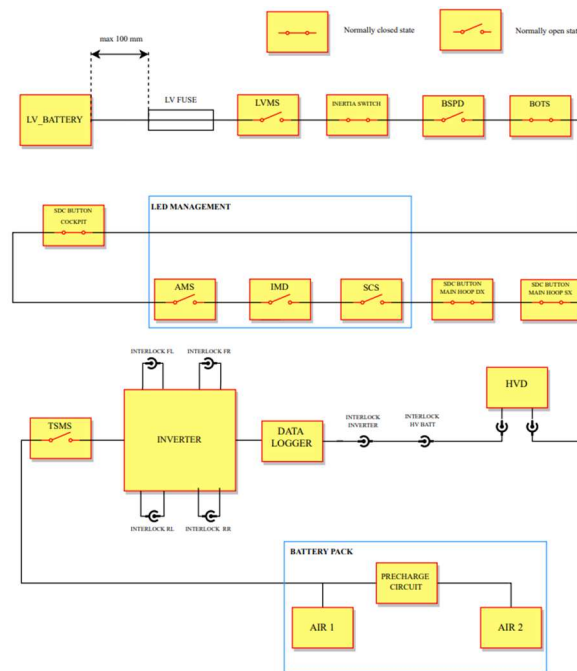 Normally closed state
Normally open stat
max 100 mm
LV_BATTERY
LV FUSE
LVMS
INERTIA SWITCH
BSPD
BOTS
SDC BUTTON
COCKPIT
LED MANAGEMENT
AMS
IMD
SCS
SDC BUTTON
MAIN HOOP DX
SDC BUTTON
MAIN HOOP SX
INTERLOCK FL
INTERLOCK FR
HVD
TSMS
INVERTER
DATA
LOGGER
INTERLOCK
INVERTER
INTERLOCK
HV BATT
INTERLOCK RL
INTERLOCK RR
BATTERY PACK
PRECHARGE
CIRCUIT
AIR 1
AIR 2